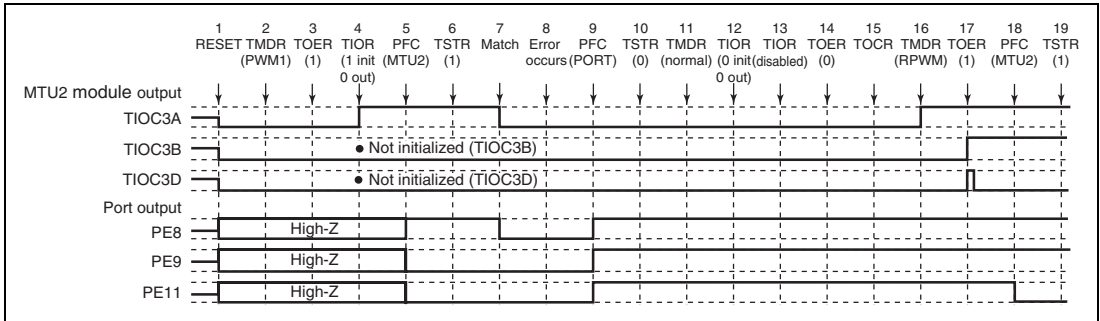 1 2 3 4 5 6 7 8 9 10 11 12 13 14 15 16 17 18 19
RESET TMDR TOER TIOR PFC TSTR Match Error PFC TSTR TMDR TIOR TIOR TOER TOCR TMDR TOER PFC TSTR
(PWM1) (1) (1 init (MTU2) (1) occurs (PORT) (0) (normal) (0 init (disabled) (0) (RPWM) (1) (MTU2) (1)
0 out) 0 out)
MTU2 module output
TIOC3A
TIOC3B • Not initialized (TIOC3B)
TIOC3D • Not initialized (TIOC3D)
Port output
PE8 High-Z
PE9 High-Z
PE11 High-Z